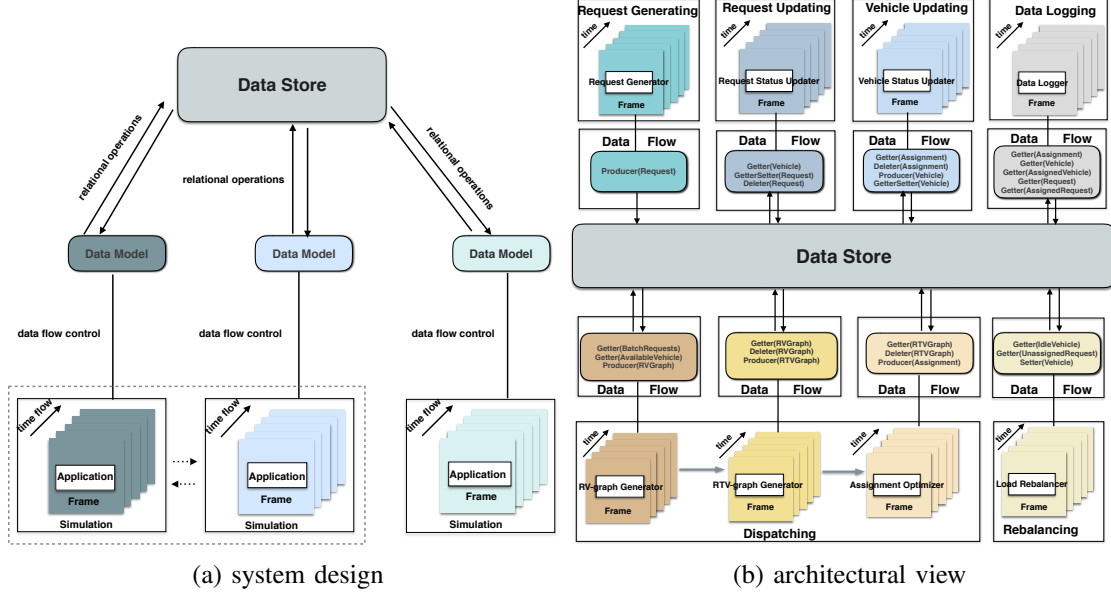 Data Store
relational operations
relational operations
relational operations
Data Model
Data Model
Data Model
data flow control
data flow control
data flow control
time flow
Application
Frame
Simulation
time flow
Application
Frame
Simulation
time flow
Application
Frame
Simulation
(a) system design
Request Generating
time
Request Generator
Frame
Data Flow
Producer(Request)
Request Updating
time
Request Status Updater
Frame
Data Flow
Getter(Vehicle)
GetterSetter(Request)
Deleter(Request)
Vehicle Updating
time
Vehicle Status Updater
Frame
Data Flow
Getter(Assignment)
Deleter(Assignment)
Producer(Vehicle)
GetterSetter(Vehicle)
Data Logging
time
Data Logger
Frame
Data Flow
Getter(Assignment)
Getter(Vehicle)
Getter(AssignedVehicle)
Getter(Request)
Getter(AssignedRequest)
Data Store
Getter(BatchRequests)
Getter(AvailableVehicle)
Producer(RVGraph)
Data Flow
Getter(RVGraph)
Deleter(RVGraph)
Producer(RTVGraph)
Data Flow
Getter(RTVGraph)
Deleter(RTVGraph)
Producer(Assignment)
Data Flow
Getter(IdleVehicle)
Getter(UnassignedRequest)
Setter(Vehicle)
Data Flow
time
RV-graph Generator
Frame
time
RTV-graph Generator
Frame
time
Assignment Optimizer
Frame
Dispatching
time
Load Rebalancer
Frame
Rebalancing
(b) architectural view